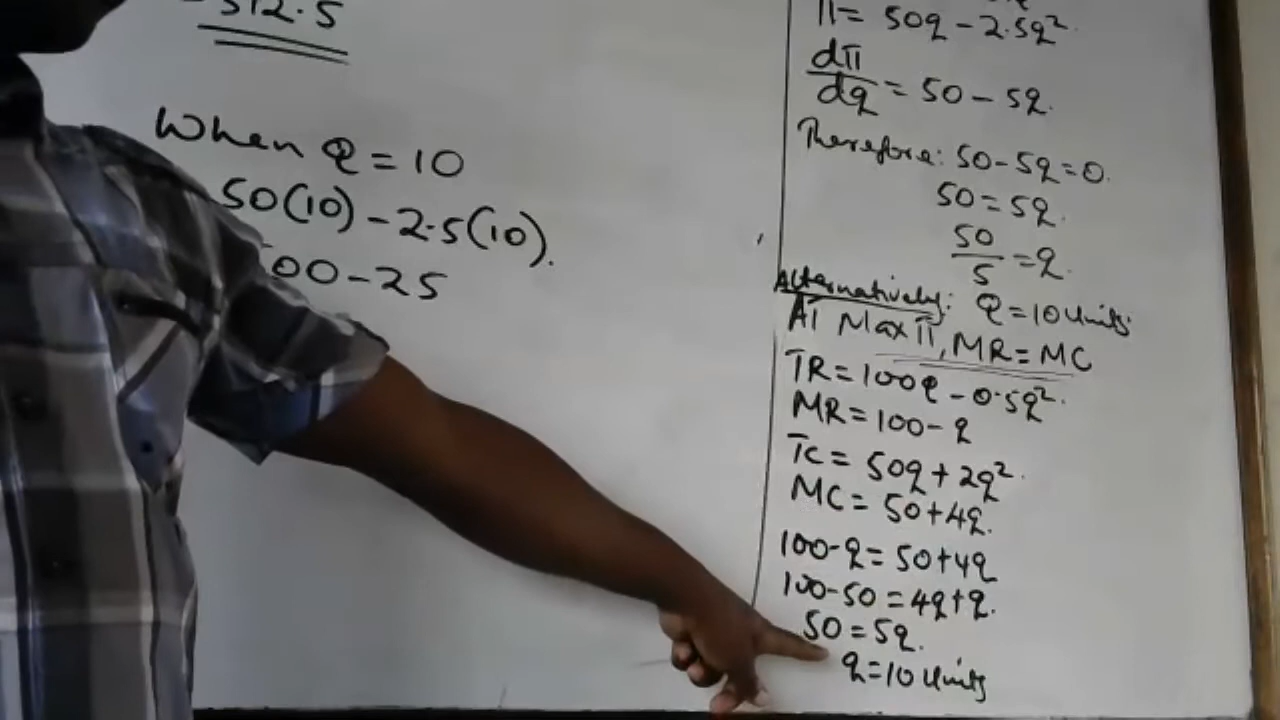 512.5
When Q = 10
50(10) - 2.5(10).
500 - 25
π = 50q - 2.5q².
dπ/dq = 50 - 5q.
Therefore: 50 - 5q = 0.
50 = 5q.
50/5 = q.
Alternatively: Q = 10 Units.
AT Max π, MR = MC
TR = 100q - 0.5q².
MR = 100 - q
TC = 50q + 2q².
MC = 50 + 4q.
100 - q = 50 + 4q
100 - 50 = 4q + q.
50 = 5q.
q = 10 Units